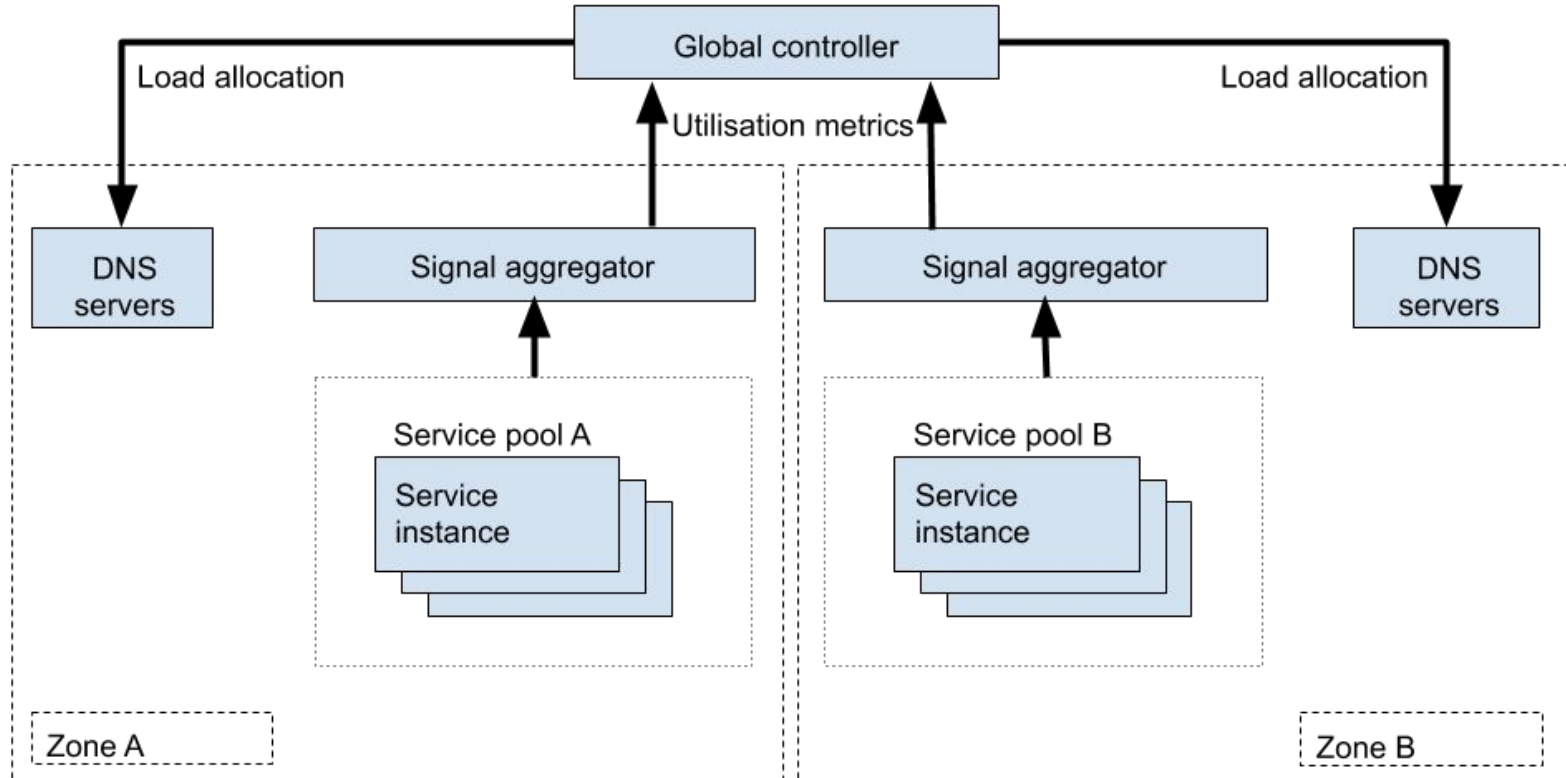 Global controller
Load allocation
Load allocation
Utilisation metrics
DNS
servers
Signal aggregator
Signal aggregator
DNS
servers
Service pool A
Service
instance
Service pool B
Service
instance
Zone A
Zone B